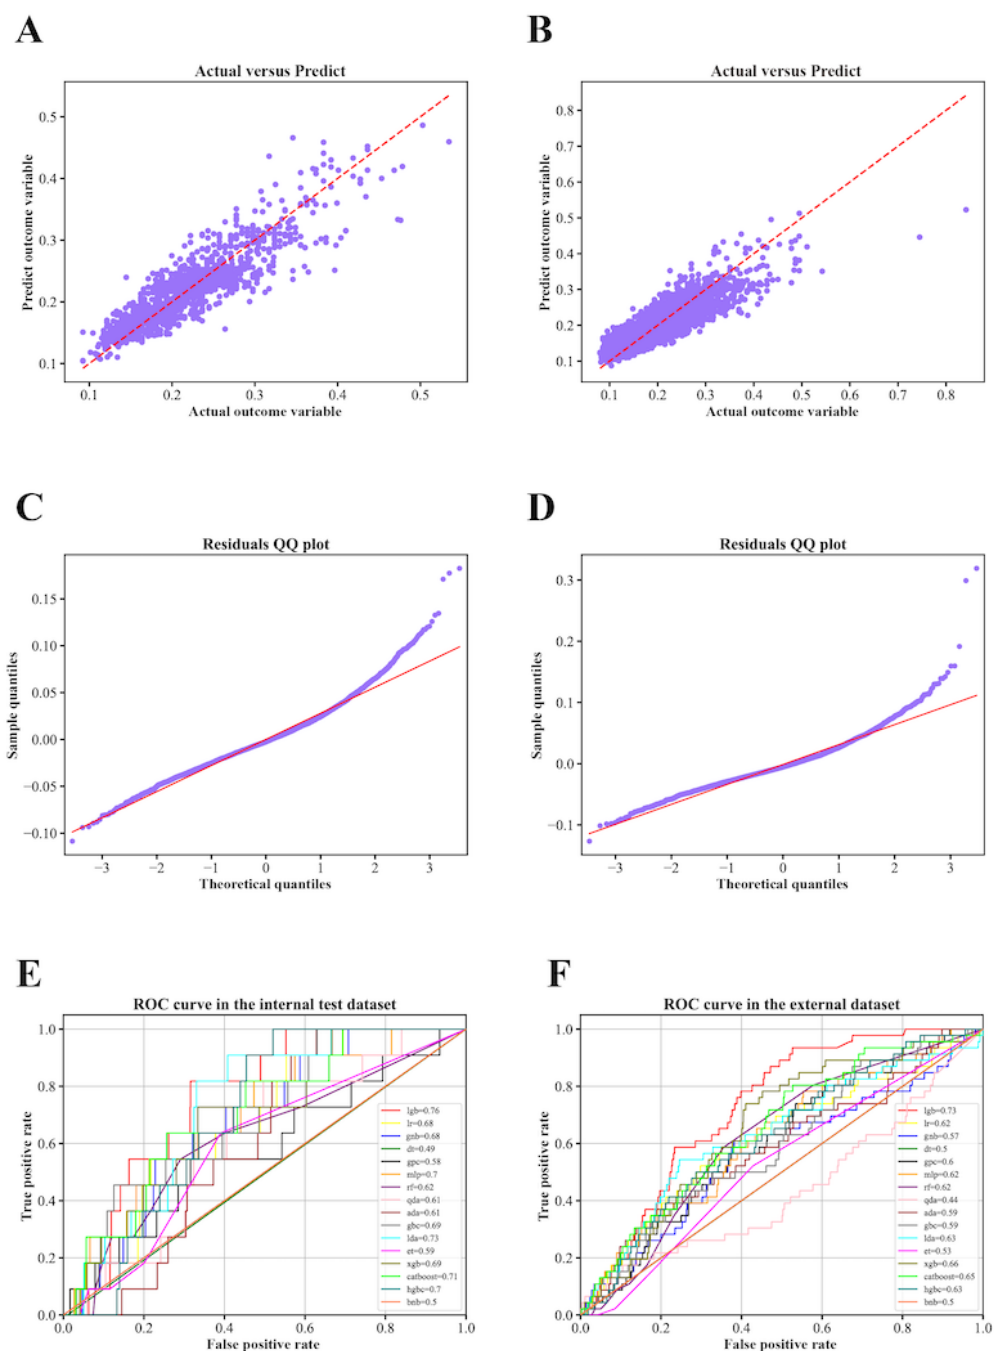 A
B
Actual versus Predict
Actual versus Predict
Predict outcome variable
0.5
0.4
0.3
0.2
0.1
0.1 0.2 0.3 0.4 0.5
Actual outcome variable
Predict outcome variable
0.8
0.7
0.6
0.5
0.4
0.3
0.2
0.1
0.1 0.2 0.3 0.4 0.5 0.6 0.7 0.8
Actual outcome variable
C
D
Residuals QQ plot
Residuals QQ plot
Sample quantiles
0.15
0.10
0.05
0.00
−0.05
−0.10
−3 −2 −1 0 1 2 3
Theoretical quantiles
Sample quantiles
0.3
0.2
0.1
0.0
−0.1
−3 −2 −1 0 1 2 3
Theoretical quantiles
E
F
ROC curve in the internal test dataset
ROC curve in the external dataset
True positive rate
1.0
0.8
0.6
0.4
0.2
0.0
0.0 0.2 0.4 0.6 0.8 1.0
False positive rate
lgb=0.76
lr=0.68
gnb=0.68
dt=0.49
gpc=0.58
mlp=0.7
rf=0.62
qda=0.61
ada=0.61
gbc=0.69
lda=0.73
et=0.59
xgb=0.69
catboost=0.71
hgbc=0.7
bnb=0.5
True positive rate
1.0
0.8
0.6
0.4
0.2
0.0
0.0 0.2 0.4 0.6 0.8 1.0
False positive rate
lgb=0.73
lr=0.62
gnb=0.57
dt=0.5
gpc=0.6
mlp=0.62
rf=0.62
qda=0.44
ada=0.59
gbc=0.59
lda=0.63
et=0.53
xgb=0.66
catboost=0.65
hgbc=0.63
bnb=0.5